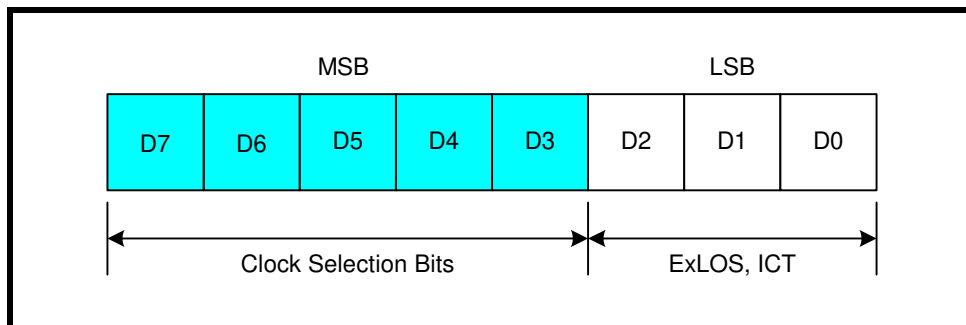 MSB LSB
D7 D6 D5 D4 D3 D2 D1 D0
Clock Selection Bits ExLOS, ICT